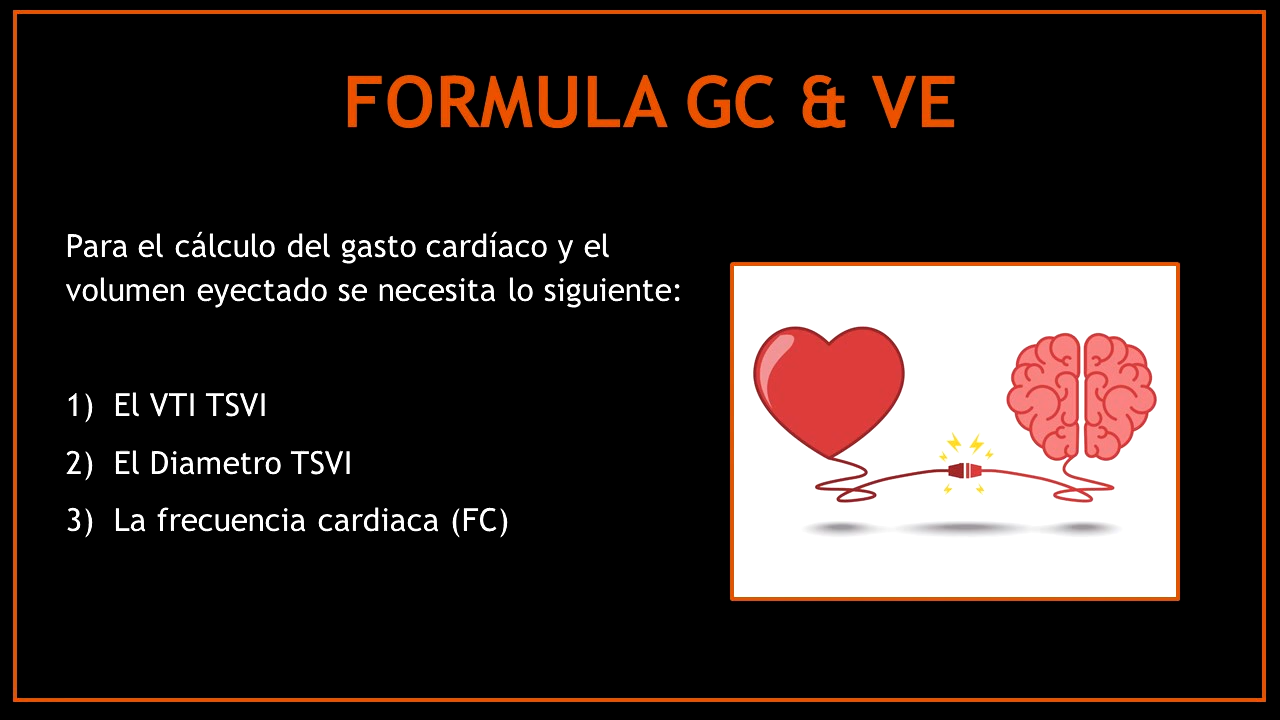 FORMULA GC & VE
Para el cálculo del gasto cardíaco y el
volumen eyectado se necesita lo siguiente:
1) El VTI TSVI
2) El Diametro TSVI
3) La frecuencia cardiaca (FC)